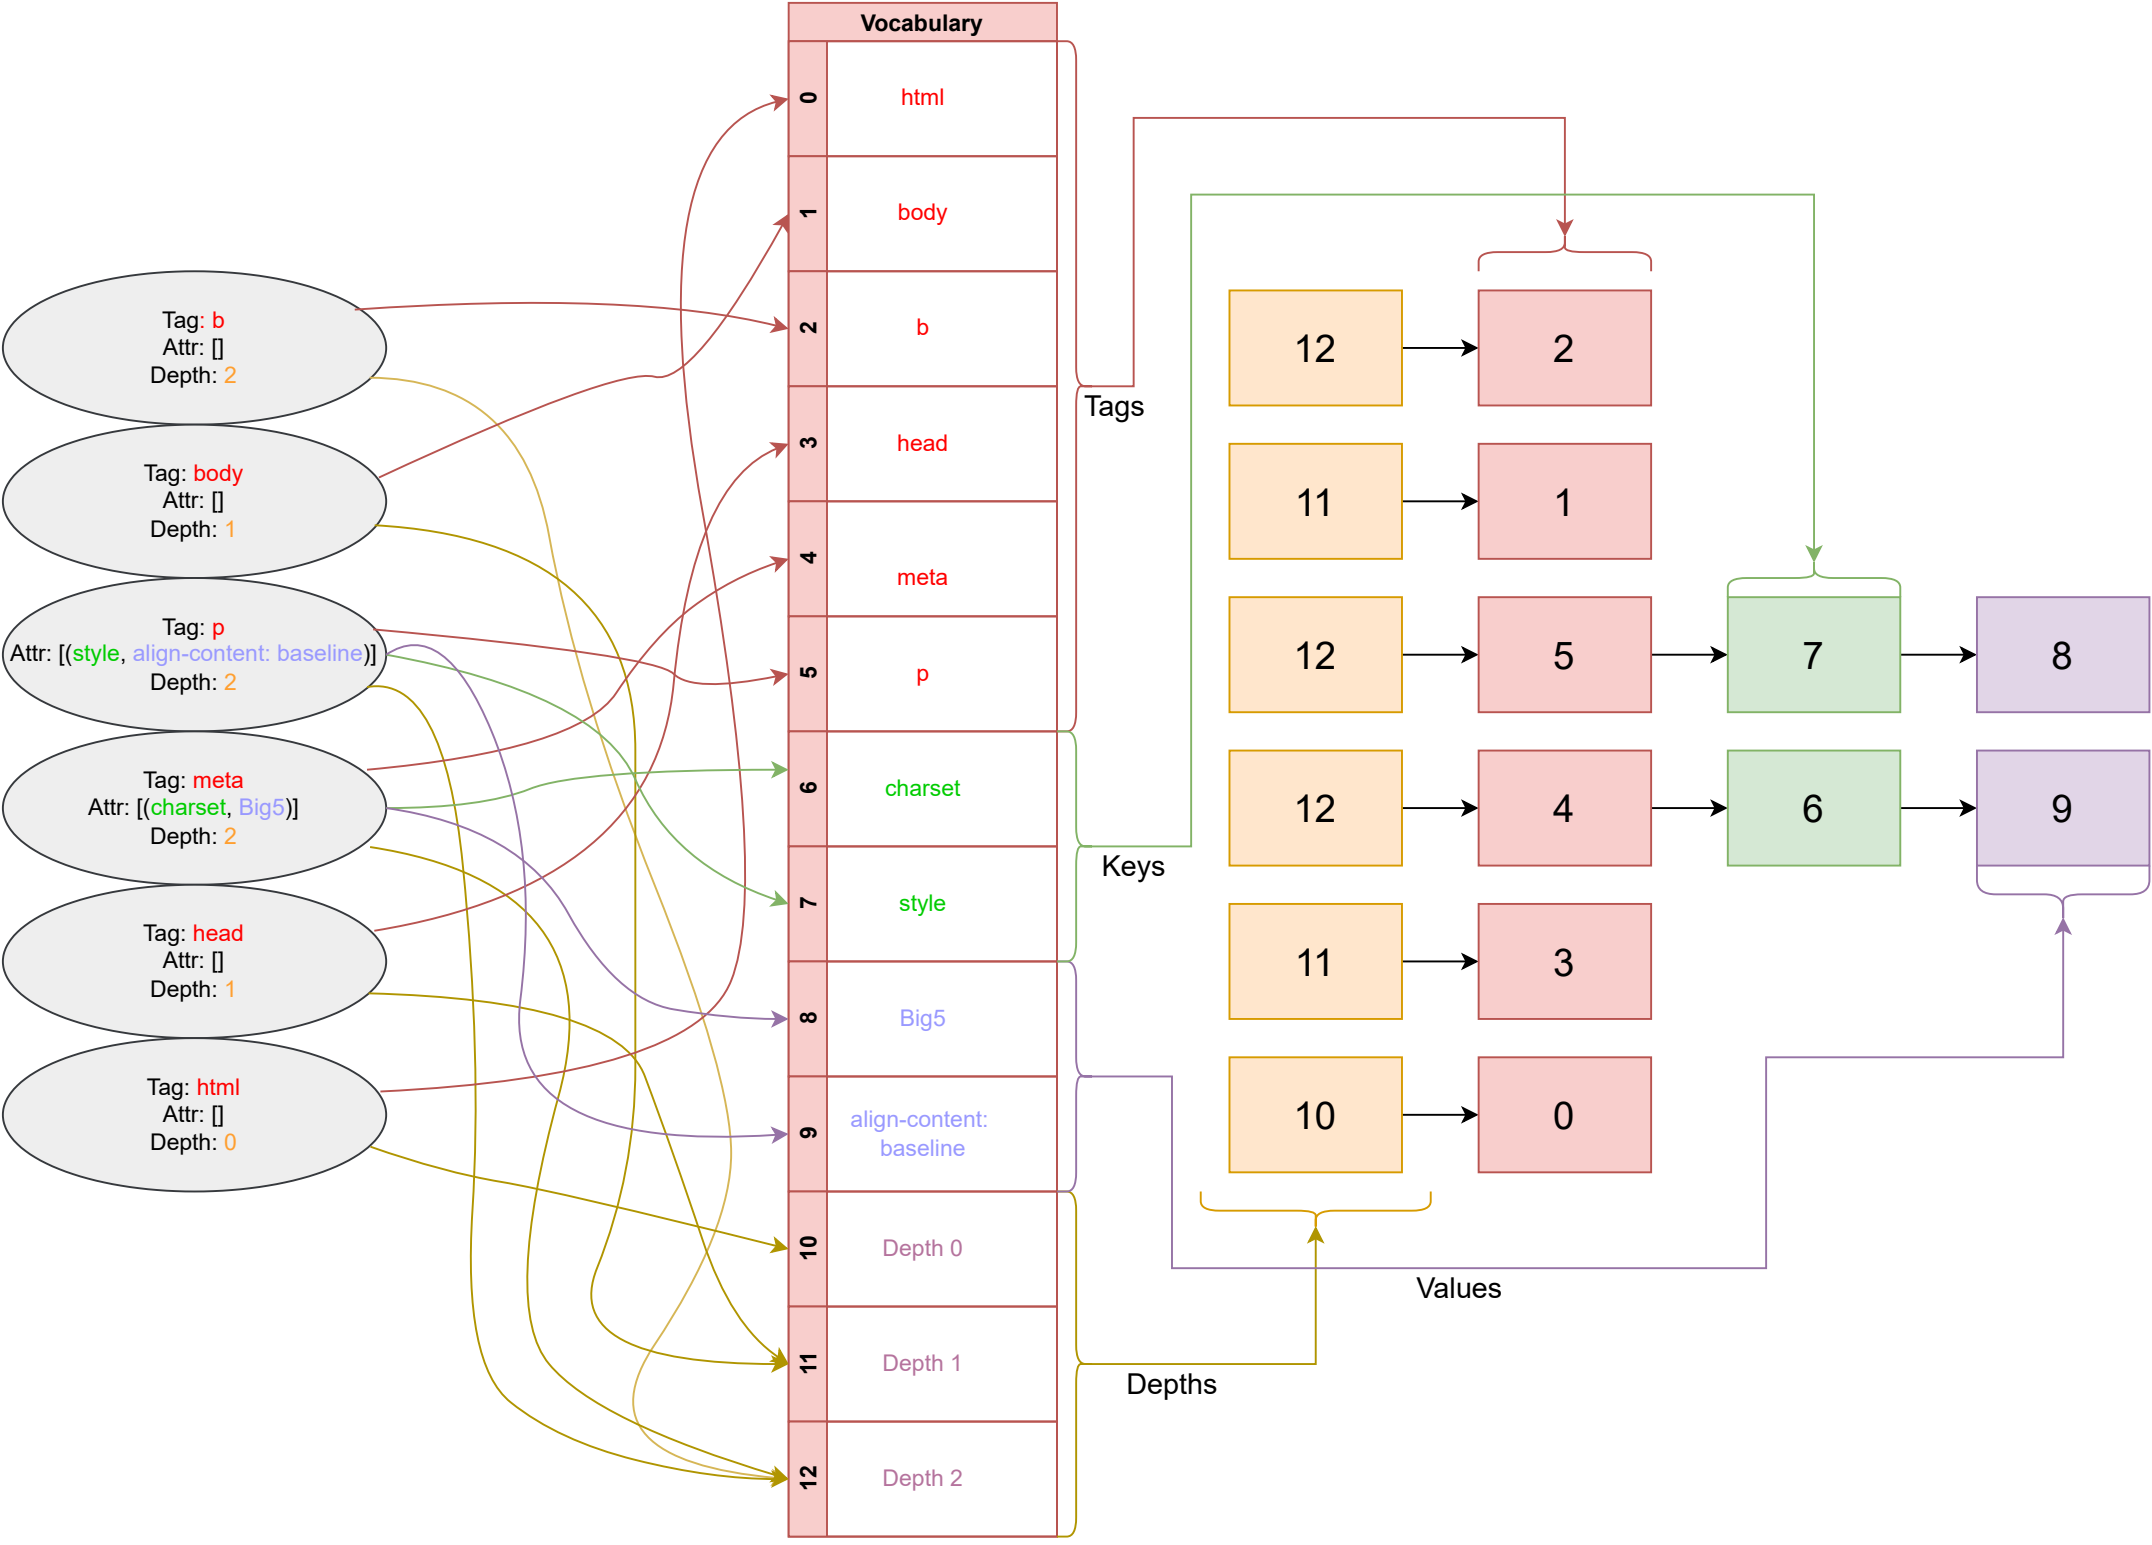 Vocabulary
0
html
1
body
2
b
3
head
4
meta
5
p
6
charset
7
style
8
Big5
9
align-content:
baseline
10
Depth 0
11
Depth 1
12
Depth 2
Tag: b
Attr: []
Depth: 2
Tag: body
Attr: []
Depth: 1
Tag: p
Attr: [(style, align-content: baseline)]
Depth: 2
Tag: meta
Attr: [(charset, Big5)]
Depth: 2
Tag: head
Attr: []
Depth: 1
Tag: html
Attr: []
Depth: 0
Tags
Keys
Values
Depths
12 2
11 1
12 5 7 8
12 4 6 9
11 3
10 0